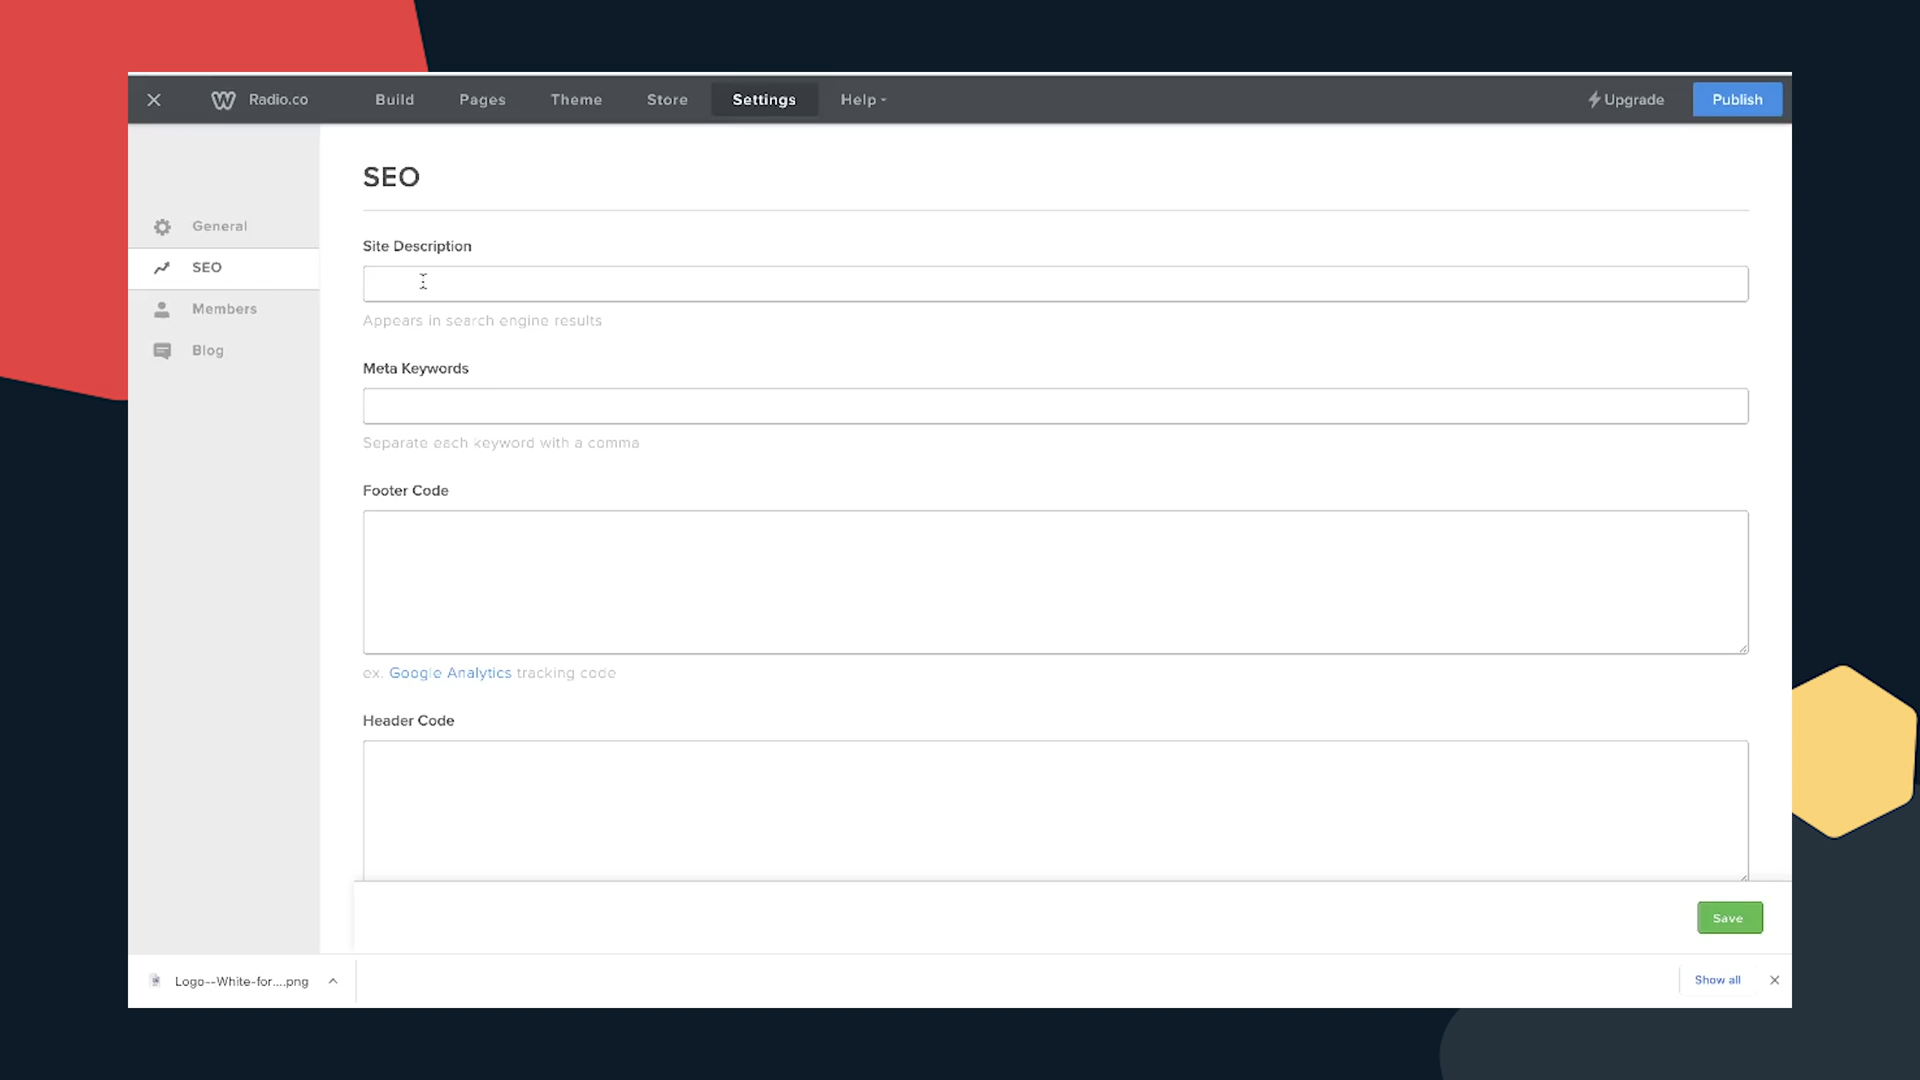 Radio.co Build Pages Theme Store Settings Help Upgrade Publish
SEO
General
SEO
Members
Blog
Site Description
Appears in search engine results
Meta Keywords
Separate each keyword with a comma
Footer Code
ex. Google Analytics tracking code
Header Code
Save
Logo--White-for....png
Show all